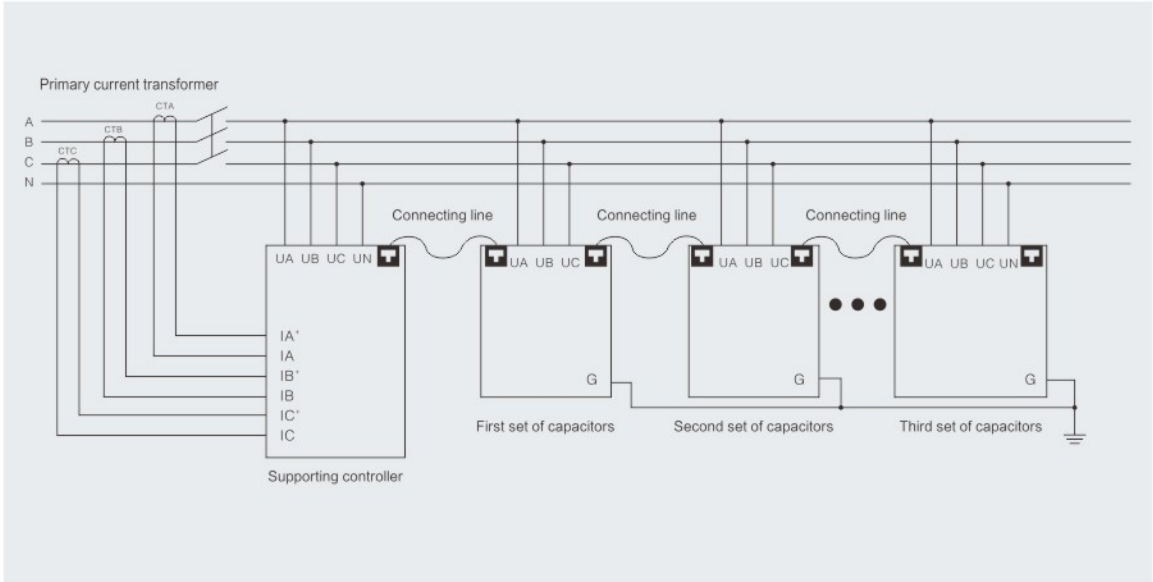 Primary current transformer
CTA
A
CTB
B
CTC
C
N
Connecting line
Connecting line
Connecting line
UA UB UC UN
UA UB UC
UA UB UC
UA UB UC UN
IA⁺
IA
IB⁺
IB
IC⁺
IC
G
G
G
First set of capacitors
Second set of capacitors
Third set of capacitors
Supporting controller